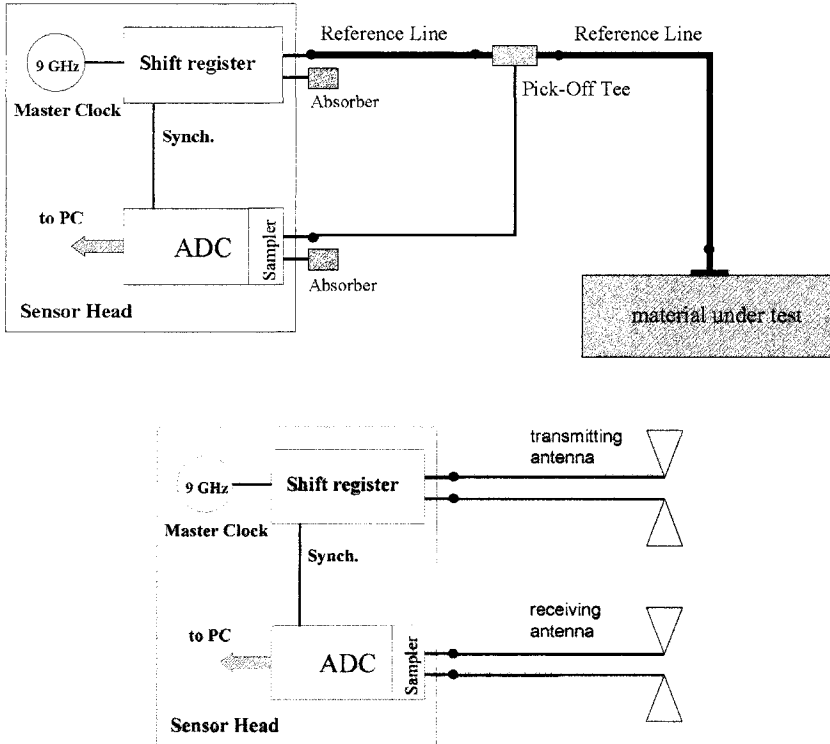 Reference Line
Reference Line
9 GHz
Shift register
Absorber
Pick-Off Tee
Master Clock
Synch.
to PC
ADC
Sampler
Absorber
Sensor Head
material under test
transmitting
antenna
9 GHz
Shift register
Master Clock
Synch.
receiving
antenna
to PC
ADC
Sampler
Sensor Head